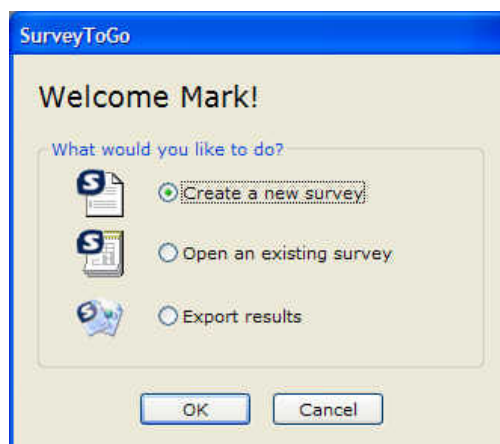 SurveyToGo
Welcome Mark!
What would you like to do?
Create a new survey
Open an existing survey
Export results
OK
Cancel